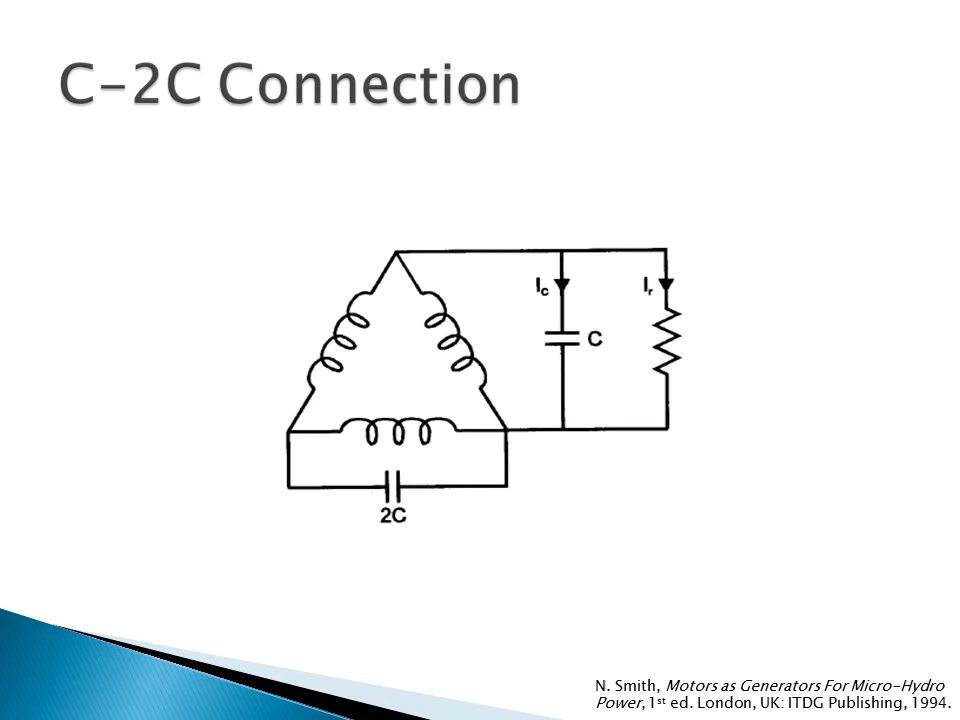 C-2C Connection
Ic
Ir
C
2C
N. Smith, Motors as Generators For Micro-Hydro
Power, 1st ed. London, UK: ITDG Publishing, 1994.